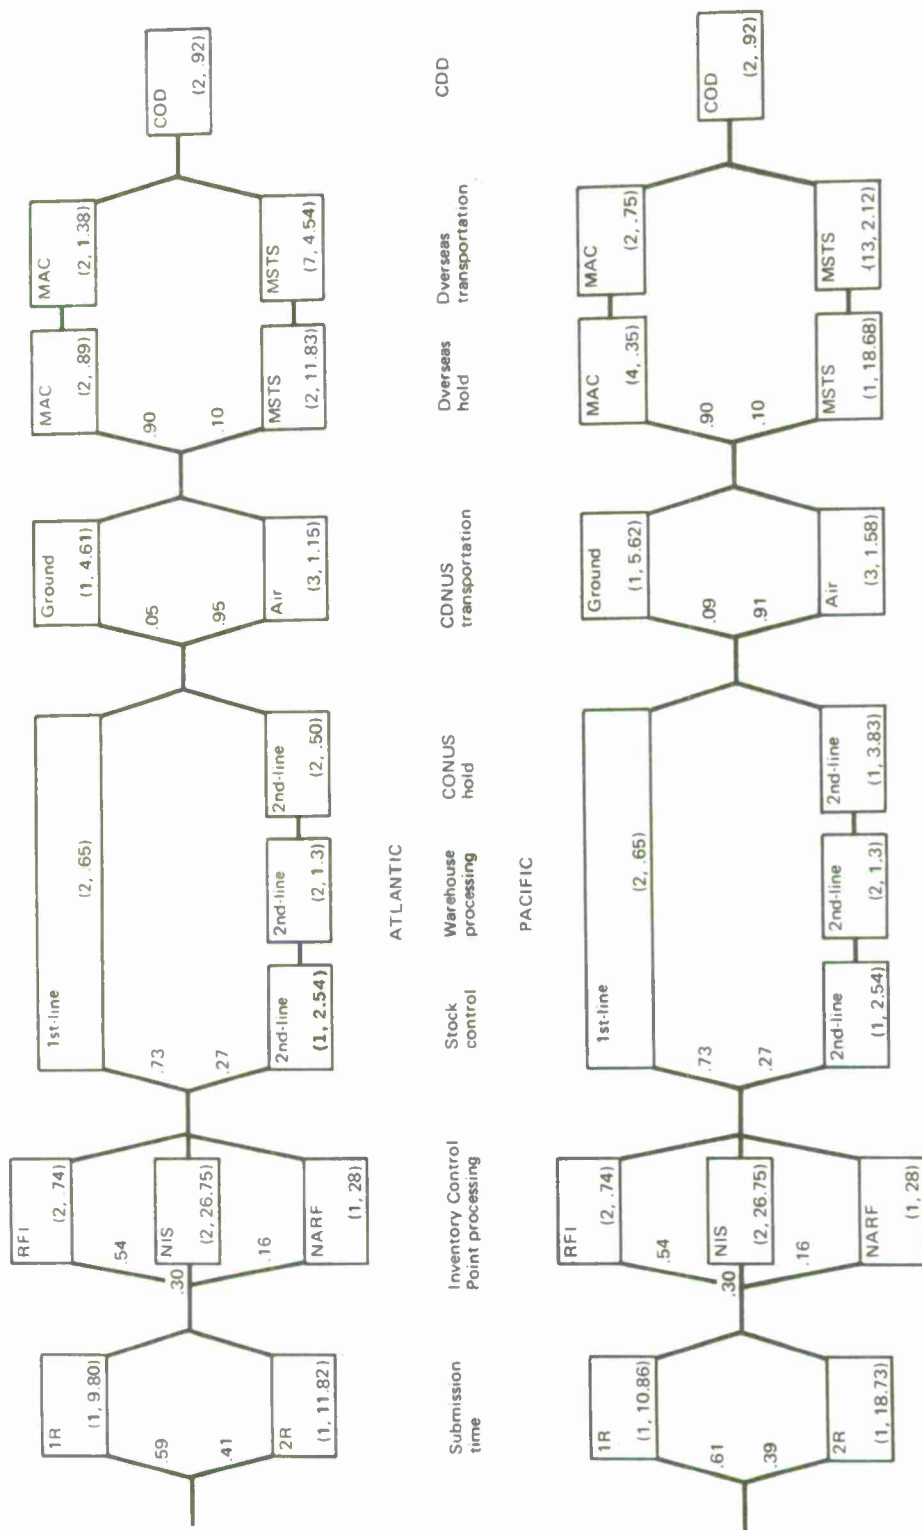 1R
(1, 9.80)
.59
.41
2R
(1, 11.82)
RFI
(2, .74)
.54
.30
NIS
(2, 26.75)
.16
NARF
(1, 28)
1st-line
(2, .65)
.73
.27
2nd-line
(1, 2.54)
2nd-line
(2, 1.3)
2nd-line
(2, .50)
Ground
(1, 4.61)
.05
.95
Air
(3, 1.15)
MAC
(2, .89)
MAC
(2, 1.38)
.90
.10
MSTS
(2, 11.83)
MSTS
(7, 4.54)
COD
(2, .92)
ATLANTIC
Submission
time
Inventory Control
Point processing
Stock
control
Warehouse
processing
CONUS
hold
CDNUS
transportation
Dverseas
hold
Dverseas
transportation
CDD
PACIFIC
1R
(1, 10.86)
.61
.39
2R
(1, 18.73)
RFI
(2, .74)
.54
.30
NIS
(2, 26.75)
.16
NARF
(1, 28)
1st-line
(2, .65)
.73
.27
2nd-line
(1, 2.54)
2nd-line
(2, 1.3)
2nd-line
(1, 3.83)
Ground
(1, 5.62)
.09
.91
Air
(3, 1.58)
MAC
(4, .35)
MAC
(2, .75)
.90
.10
MSTS
(1, 18.68)
MSTS
(13, 2.12)
COD
(2, .92)